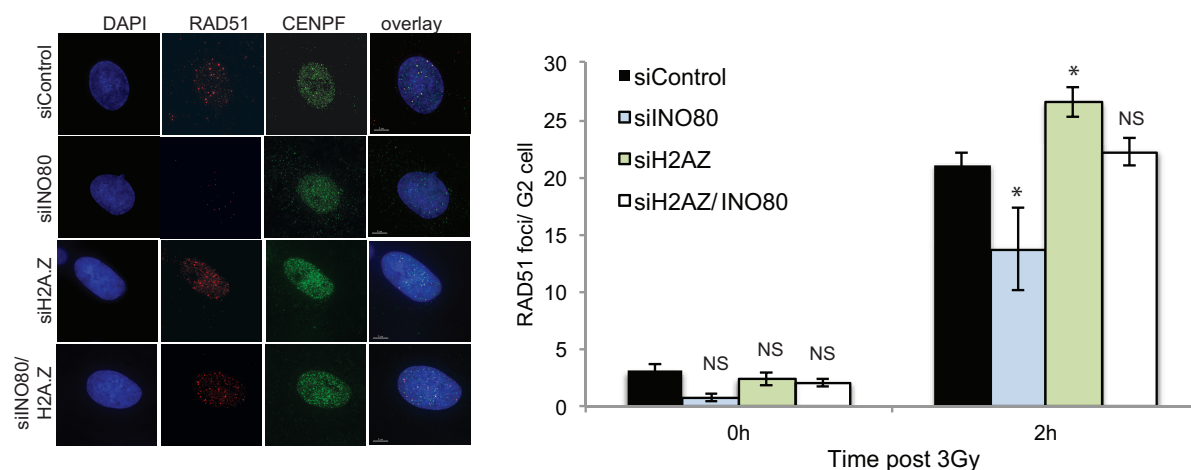 DAPI RAD51 CENPF overlay
siControl
siINO80
siH2A.Z
siINO80/
H2A.Z
RAD51 foci/ G2 cell
30
25
20
15
10
5
0
siControl
siINO80
siH2AZ
siH2AZ/ INO80
NS NS NS
* * NS
0h 2h
Time post 3Gy